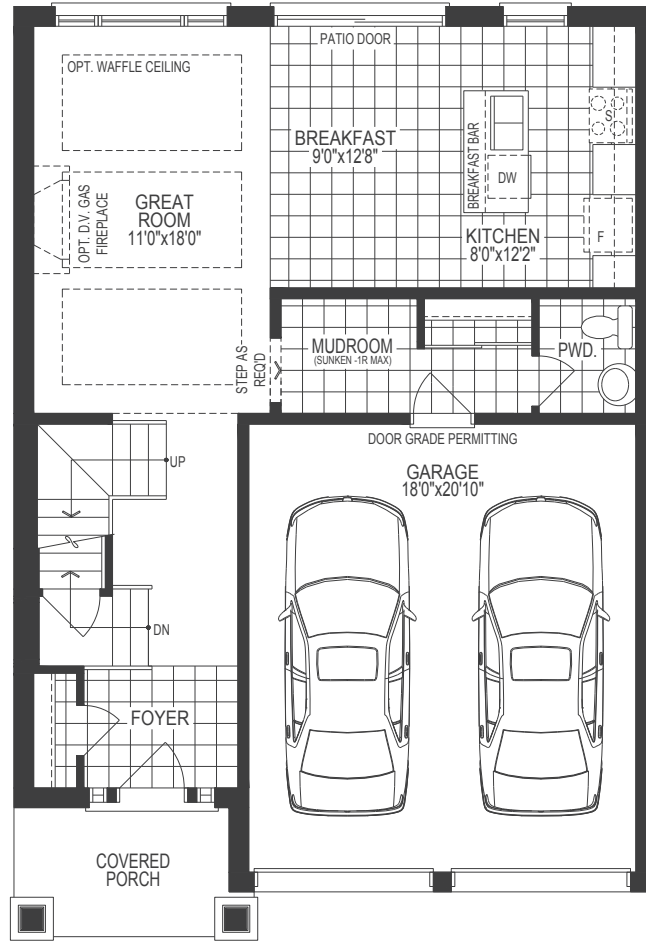 PATIO DOOR
OPT. WAFFLE CEILING
S
BREAKFAST
9'0"x12'8"
BREAKFAST BAR
DW
OPT. D.V. GAS
FIREPLACE
GREAT
ROOM
11'0"x18'0"
KITCHEN
8'0"x12'2"
F
STEP AS
REQ'D
MUDROOM
(SUNKEN -1R MAX)
PWD.
DOOR GRADE PERMITTING
UP
GARAGE
18'0"x20'10"
DN
FOYER
COVERED
PORCH